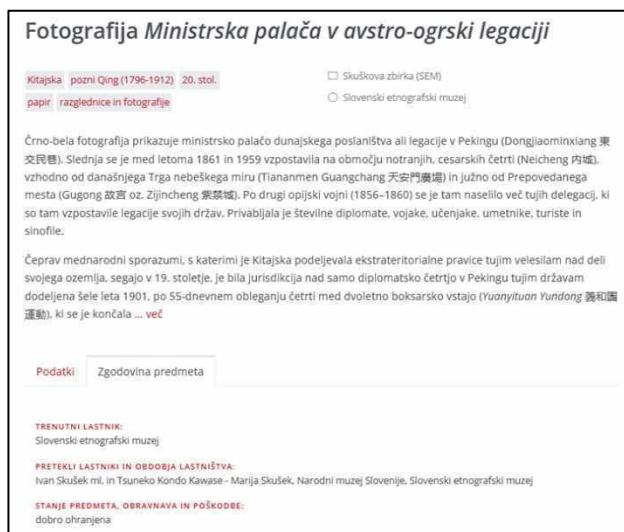 Fotografija Ministrska palača v avstro-ogrski legaciji
Kitajska pozni Qing (1796-1912) 20. stol.
papir razglednice in fotografije
Skuškova zbirka (SEM)
Slovenski etnografski muzej
Črno-bela fotografija prikazuje ministrsko palačo dunajskega poslaništva ali legacije v Pekingu (Dongjiaominxiang 東
交民巷). Slednja se je med letoma 1861 in 1959 vzpostavila na območju notranjih, cesarskih četrti (Neicheng 内城),
vzhodno od današnjega Trga nebeškega miru (Tiananmen Guangchang 天安門廣場) in južno od Prepovedanega
mesta (Gugong 故宮 oz. Zijincheng 紫禁城). Po drugi opijski vojni (1856–1860) se je tam naselilo več tujih delegacij, ki
so tam vzpostavile legacije svojih držav. Privabljala je številne diplomate, vojake, učenjake, umetnike, turiste in
sinofile.
Čeprav mednarodni sporazumi, s katerimi je Kitajska podeljevala ekstrateritorialne pravice tujim velesilam nad deli
svojega ozemlja, segajo v 19. stoletje, je bila jurisdikcija nad samo diplomatsko četrtjo v Pekingu tujim državam
dodeljena šele leta 1901, po 55-dnevnem obleganju četrti med dvoletno boksarsko vstajo (Yuanyituan Yundong 義和團
運動), ki se je končala ... več
Podatki Zgodovina predmeta
TRENUTNI LASTNIK:
Slovenski etnografski muzej
PRETEKLI LASTNIKI IN OBDOBJA LASTNIŠTVA:
Ivan Skušek ml. in Tsuneko Kondo Kawase - Marija Skušek, Narodni muzej Slovenije, Slovenski etnografski muzej
STANJE PREDMETA, OBRAVNAVA IN POŠKODBE:
dobro ohranjena